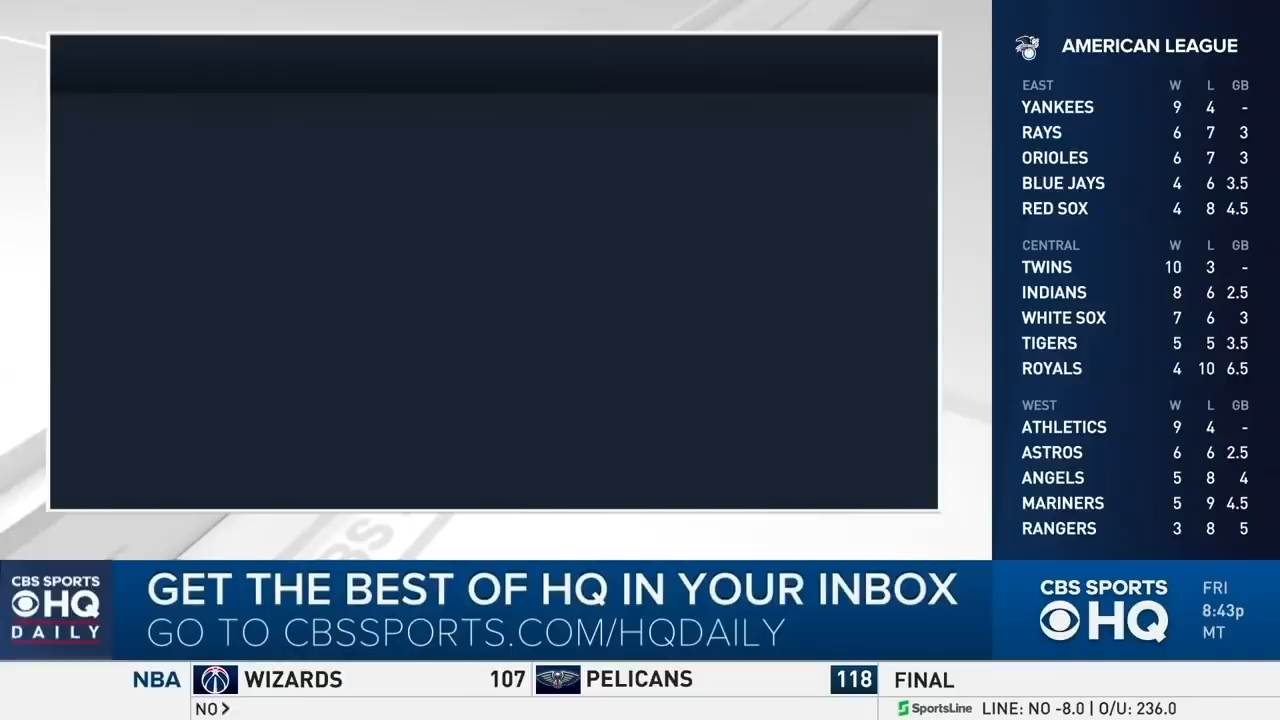 AMERICAN LEAGUE
EAST W L GB
YANKEES 9 4 -
RAYS 6 7 3
ORIOLES 6 7 3
BLUE JAYS 4 6 3.5
RED SOX 4 8 4.5
CENTRAL W L GB
TWINS 10 3 -
INDIANS 8 6 2.5
WHITE SOX 7 6 3
TIGERS 5 5 3.5
ROYALS 4 10 6.5
WEST W L GB
ATHLETICS 9 4 -
ASTROS 6 6 2.5
ANGELS 5 8 4
MARINERS 5 9 4.5
RANGERS 3 8 5
CBS SPORTS
HQ
DAILY
GET THE BEST OF HQ IN YOUR INBOX
GO TO CBSSPORTS.COM/HQDAILY
CBS SPORTS
HQ
FRI
8:43p
MT
NBA WIZARDS 107 PELICANS 118 FINAL
NO> SportsLine LINE: NO -8.0 | O/U: 236.0